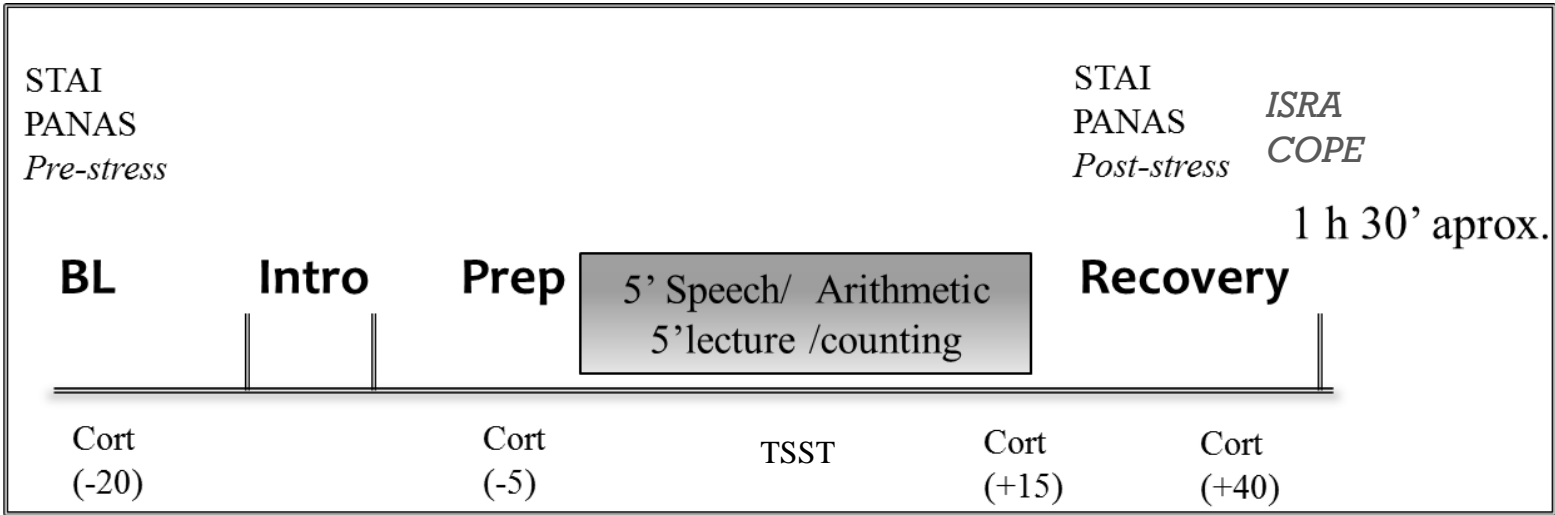 STAI
PANAS
Pre-stress
STAI
PANAS
Post-stress
ISRA
COPE
1 h 30’ aprox.
BL
Intro
Prep
5’ Speech/ Arithmetic
5’lecture /counting
Recovery
Cort
(-20)
Cort
(-5)
TSST
Cort
(+15)
Cort
(+40)